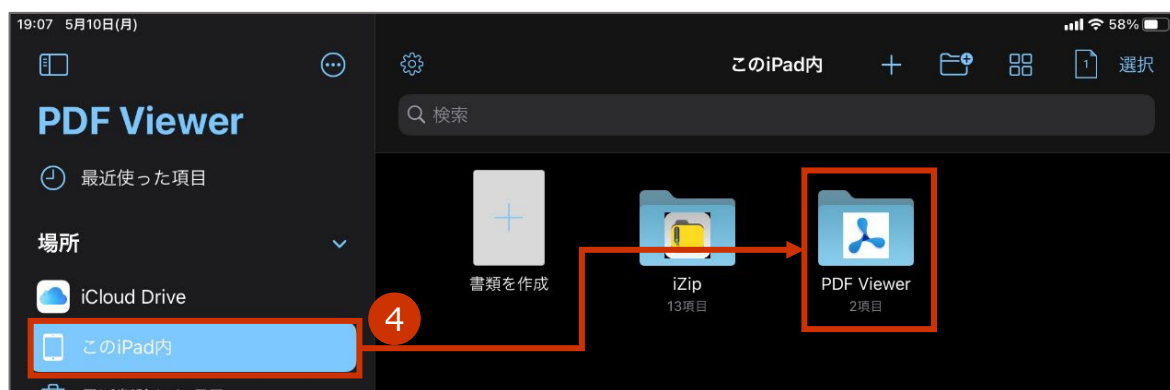 19:07 5月10日(月)
58%
このiPad内
1
選択
PDF Viewer
検索
最近使った項目
場所
書類を作成
iZip
13項目
PDF Viewer
2項目
iCloud Drive
4
このiPad内